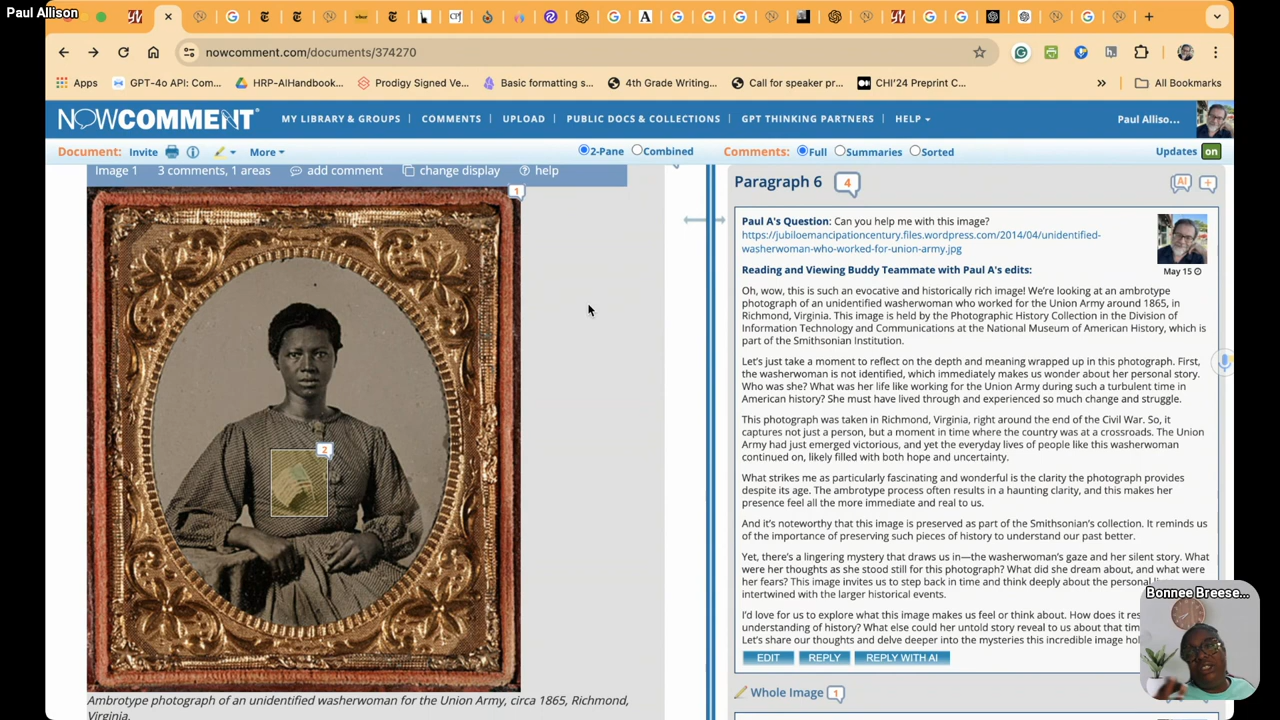 Paul Allison
nowcomment.com/documents/374270
Apps
GPT-4o API: Com...
HRP-AIHandbook...
Prodigy Signed Ve...
Basic formatting s...
4th Grade Writing...
Call for speaker pr...
CHI'24 Preprint C...
»
All Bookmarks
NOWCOMMENT®
MY LIBRARY & GROUPS | COMMENTS | UPLOAD | PUBLIC DOCS & COLLECTIONS | GPT THINKING PARTNERS | HELP
Paul Alliso...
Document: Invite More 2-Pane Combined
Comments: Full Summaries Sorted Updates on
Image 1 3 comments, 1 areas add comment change display help
1
2
Ambrotype photograph of an unidentified washerwoman for the Union Army, circa 1865, Richmond,
Virginia.
Paragraph 6 4 AI +
Paul A's Question: Can you help me with this image?
https://jubiloemancipationcentury.files.wordpress.com/2014/04/unidentified-
washerwoman-who-worked-for-union-army.jpg
May 15
Reading and Viewing Buddy Teammate with Paul A's edits:
Oh, wow, this is such an evocative and historically rich image! We're looking at an ambrotype
photograph of an unidentified washerwoman who worked for the Union Army around 1865, in
Richmond, Virginia. This image is held by the Photographic History Collection in the Division of
Information Technology and Communications at the National Museum of American History, which is
part of the Smithsonian Institution.
Let's just take a moment to reflect on the depth and meaning wrapped up in this photograph. First,
the washerwoman is not identified, which immediately makes us wonder about her personal story.
Who was she? What was her life like working for the Union Army during such a turbulent time in
American history? She must have lived through and experienced so much change and struggle.
This photograph was taken in Richmond, Virginia, right around the end of the Civil War. So, it
captures not just a person, but a moment in time where the country was at a crossroads. The Union
Army had just emerged victorious, and yet the everyday lives of people like this washerwoman
continued on, likely filled with both hope and uncertainty.
What strikes me as particularly fascinating and wonderful is the clarity the photograph provides
despite its age. The ambrotype process often results in a haunting clarity, and this makes her
presence feel all the more immediate and real to us.
And it's noteworthy that this image is preserved as part of the Smithsonian's collection. It reminds us
of the importance of preserving such pieces of history to understand our past better.
Yet, there's a lingering mystery that draws us in—the washerwoman's gaze and her silent story. What
were her thoughts as she stood still for this photograph? What did she dream about, and what were
her fears? This image invites us to step back in time and think deeply about the personal
intertwined with the larger historical events.
I'd love for us to explore what this image makes us feel or think about. How does it
understanding of history? What else could her untold story reveal to us about that
Let's share our thoughts and delve deeper into the mysteries this incredible image
EDIT REPLY REPLY WITH AI
Whole Image 1
Bonnee Breese...